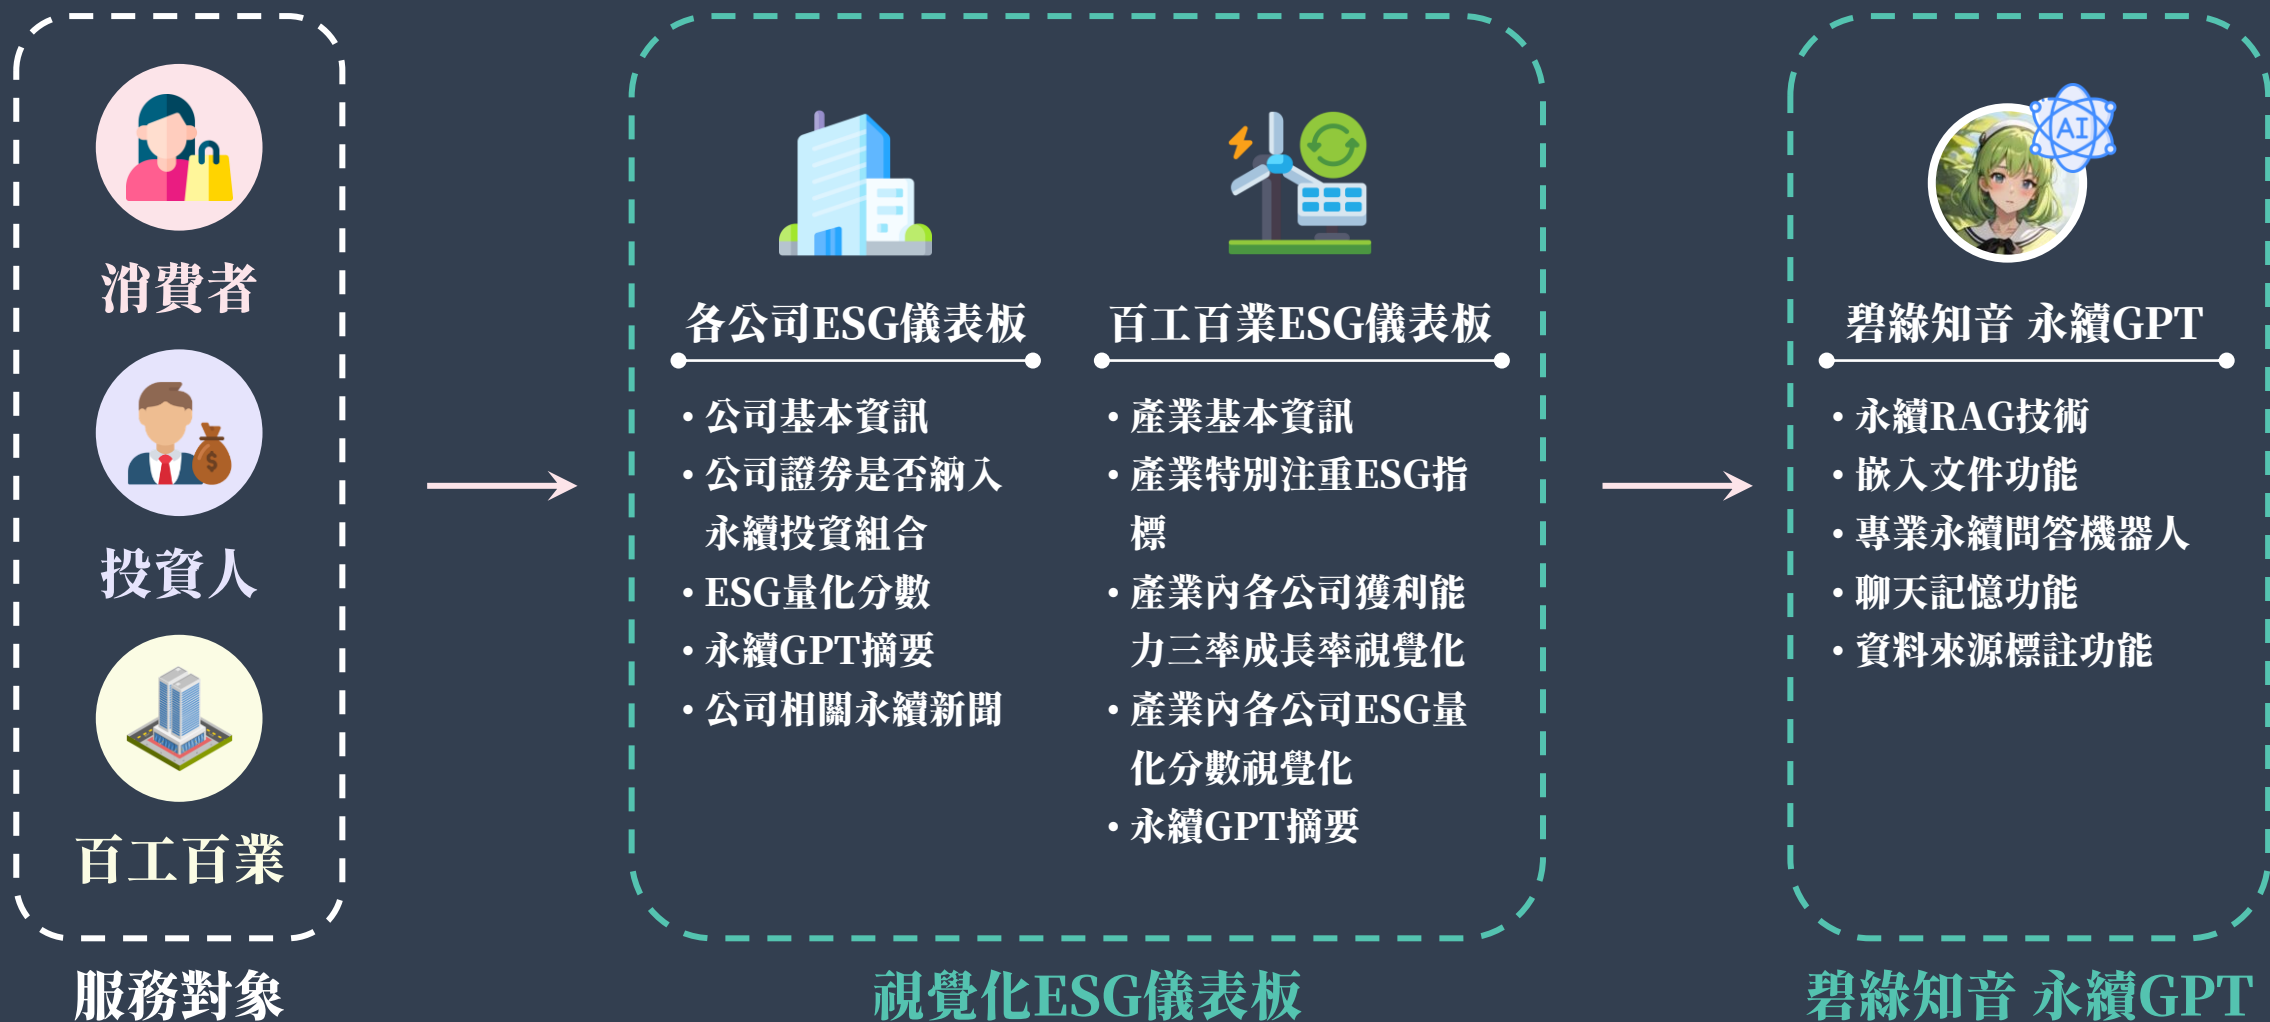 消費者
投資人
百工百業
服務對象
各公司ESG儀表板
・公司基本資訊
・公司證券是否納入
永續投資組合
・ESG量化分數
・永續GPT摘要
・公司相關永續新聞
百工百業ESG儀表板
・產業基本資訊
・產業特別注重ESG指
標
・產業內各公司獲利能
力三率成長率視覺化
・產業內各公司ESG量
化分數視覺化
・永續GPT摘要
視覺化ESG儀表板
AI
碧綠知音 永續GPT
・永續RAG技術
・嵌入文件功能
・專業永續問答機器人
・聊天記憶功能
・資料來源標註功能
碧綠知音 永續GPT